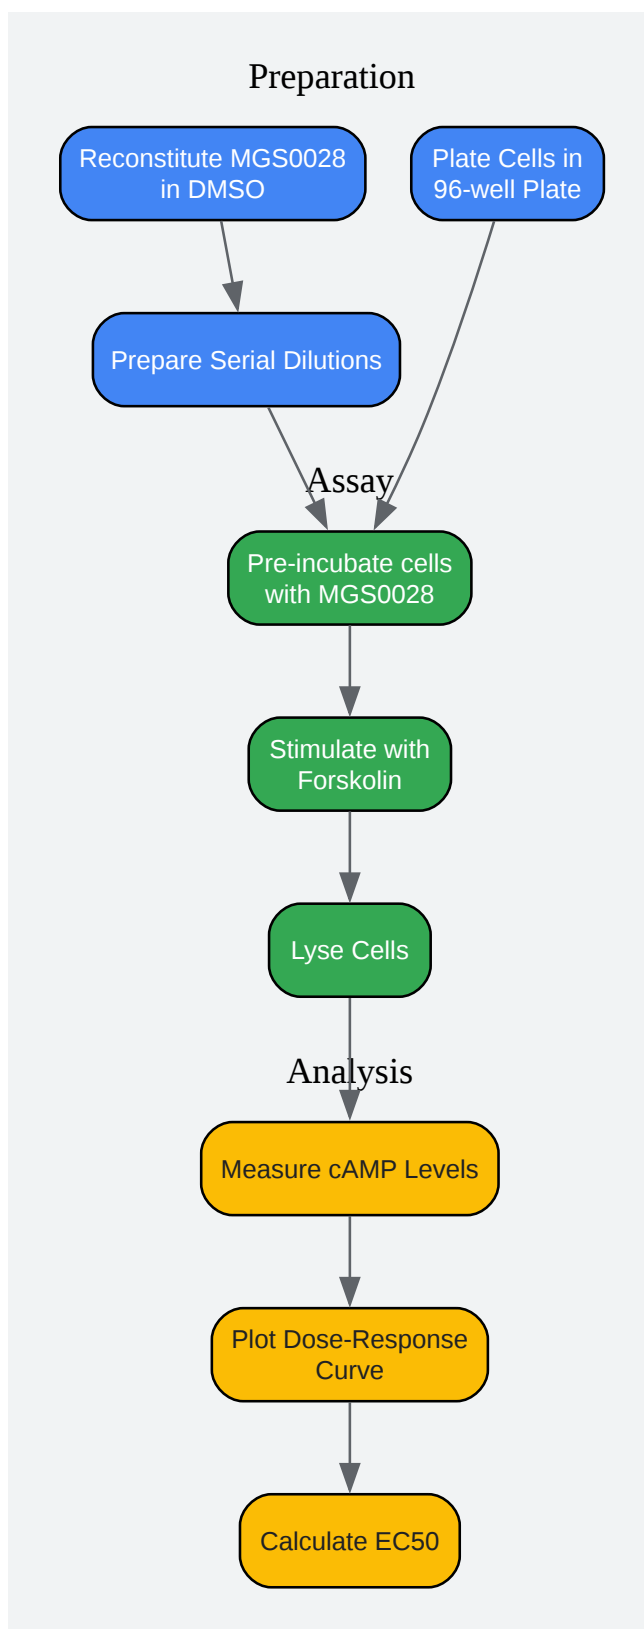 Preparation
Reconstitute MGS0028
in DMSO
Plate Cells in
96-well Plate
Prepare Serial Dilutions
Assay
Pre-incubate cells
with MGS0028
Stimulate with
Forskolin
Lyse Cells
Analysis
Measure cAMP Levels
Plot Dose-Response
Curve
Calculate EC50